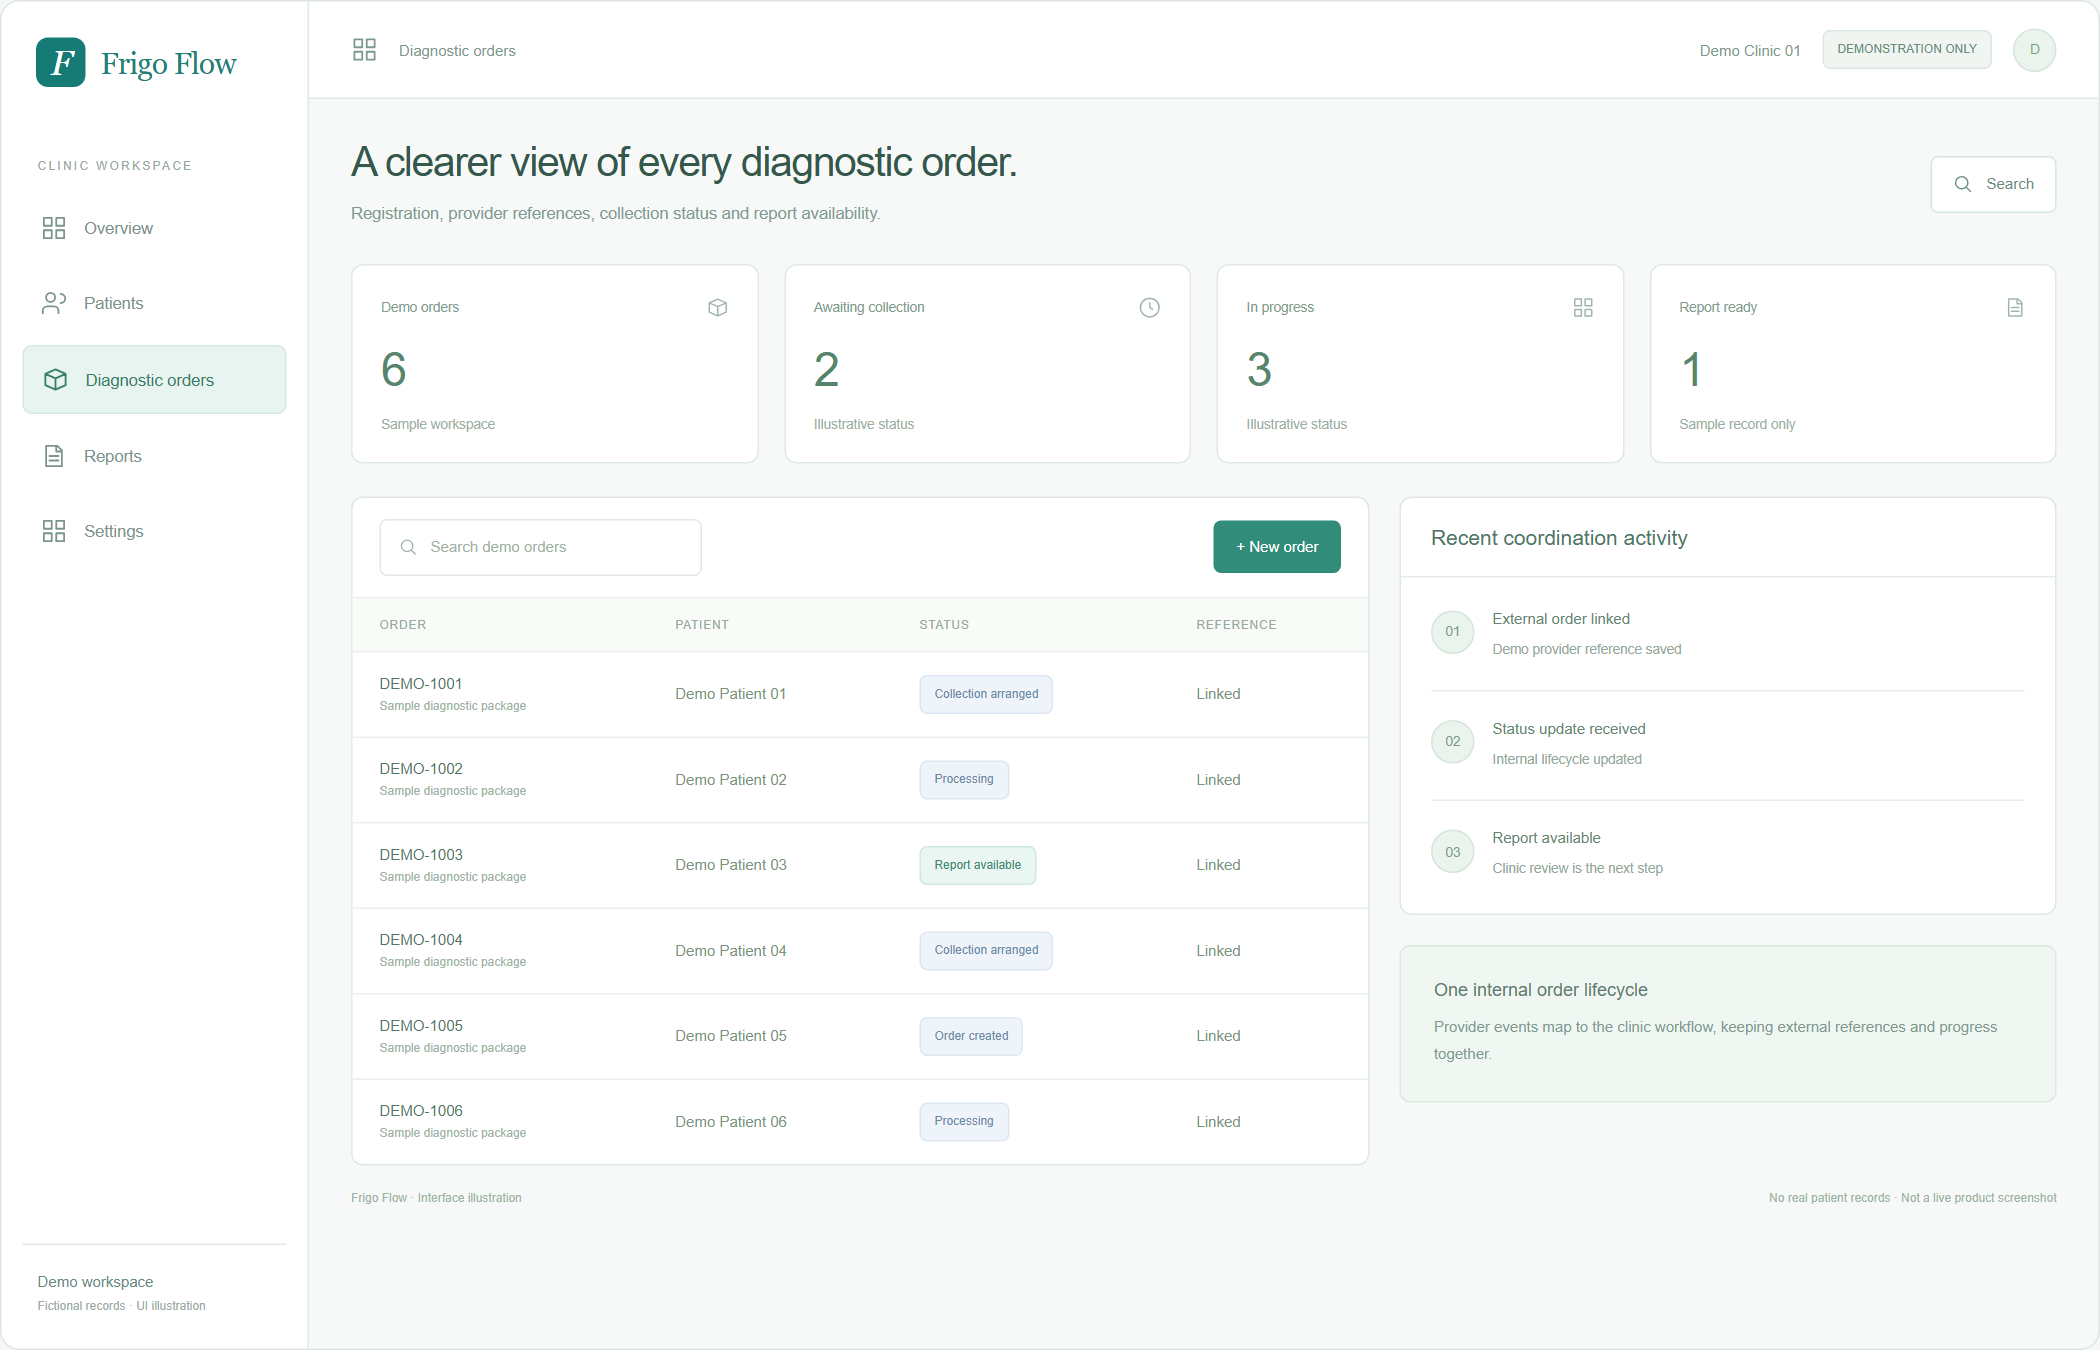 F Frigo Flow
CLINIC WORKSPACE
Overview
Patients
Diagnostic orders
Reports
Settings
Demo workspace
Fictional records · UI illustration
Diagnostic orders
Demo Clinic 01
DEMONSTRATION ONLY
D
A clearer view of every diagnostic order.
Registration, provider references, collection status and report availability.
Search
Demo orders
6
Sample workspace
Awaiting collection
2
Illustrative status
In progress
3
Illustrative status
Report ready
1
Sample record only
Search demo orders
+ New order
ORDER PATIENT STATUS REFERENCE
DEMO-1001
Sample diagnostic package
Demo Patient 01
Collection arranged
Linked
DEMO-1002
Sample diagnostic package
Demo Patient 02
Processing
Linked
DEMO-1003
Sample diagnostic package
Demo Patient 03
Report available
Linked
DEMO-1004
Sample diagnostic package
Demo Patient 04
Collection arranged
Linked
DEMO-1005
Sample diagnostic package
Demo Patient 05
Order created
Linked
DEMO-1006
Sample diagnostic package
Demo Patient 06
Processing
Linked
Recent coordination activity
01
External order linked
Demo provider reference saved
02
Status update received
Internal lifecycle updated
03
Report available
Clinic review is the next step
One internal order lifecycle
Provider events map to the clinic workflow, keeping external references and progress
together.
Frigo Flow · Interface illustration
No real patient records · Not a live product screenshot